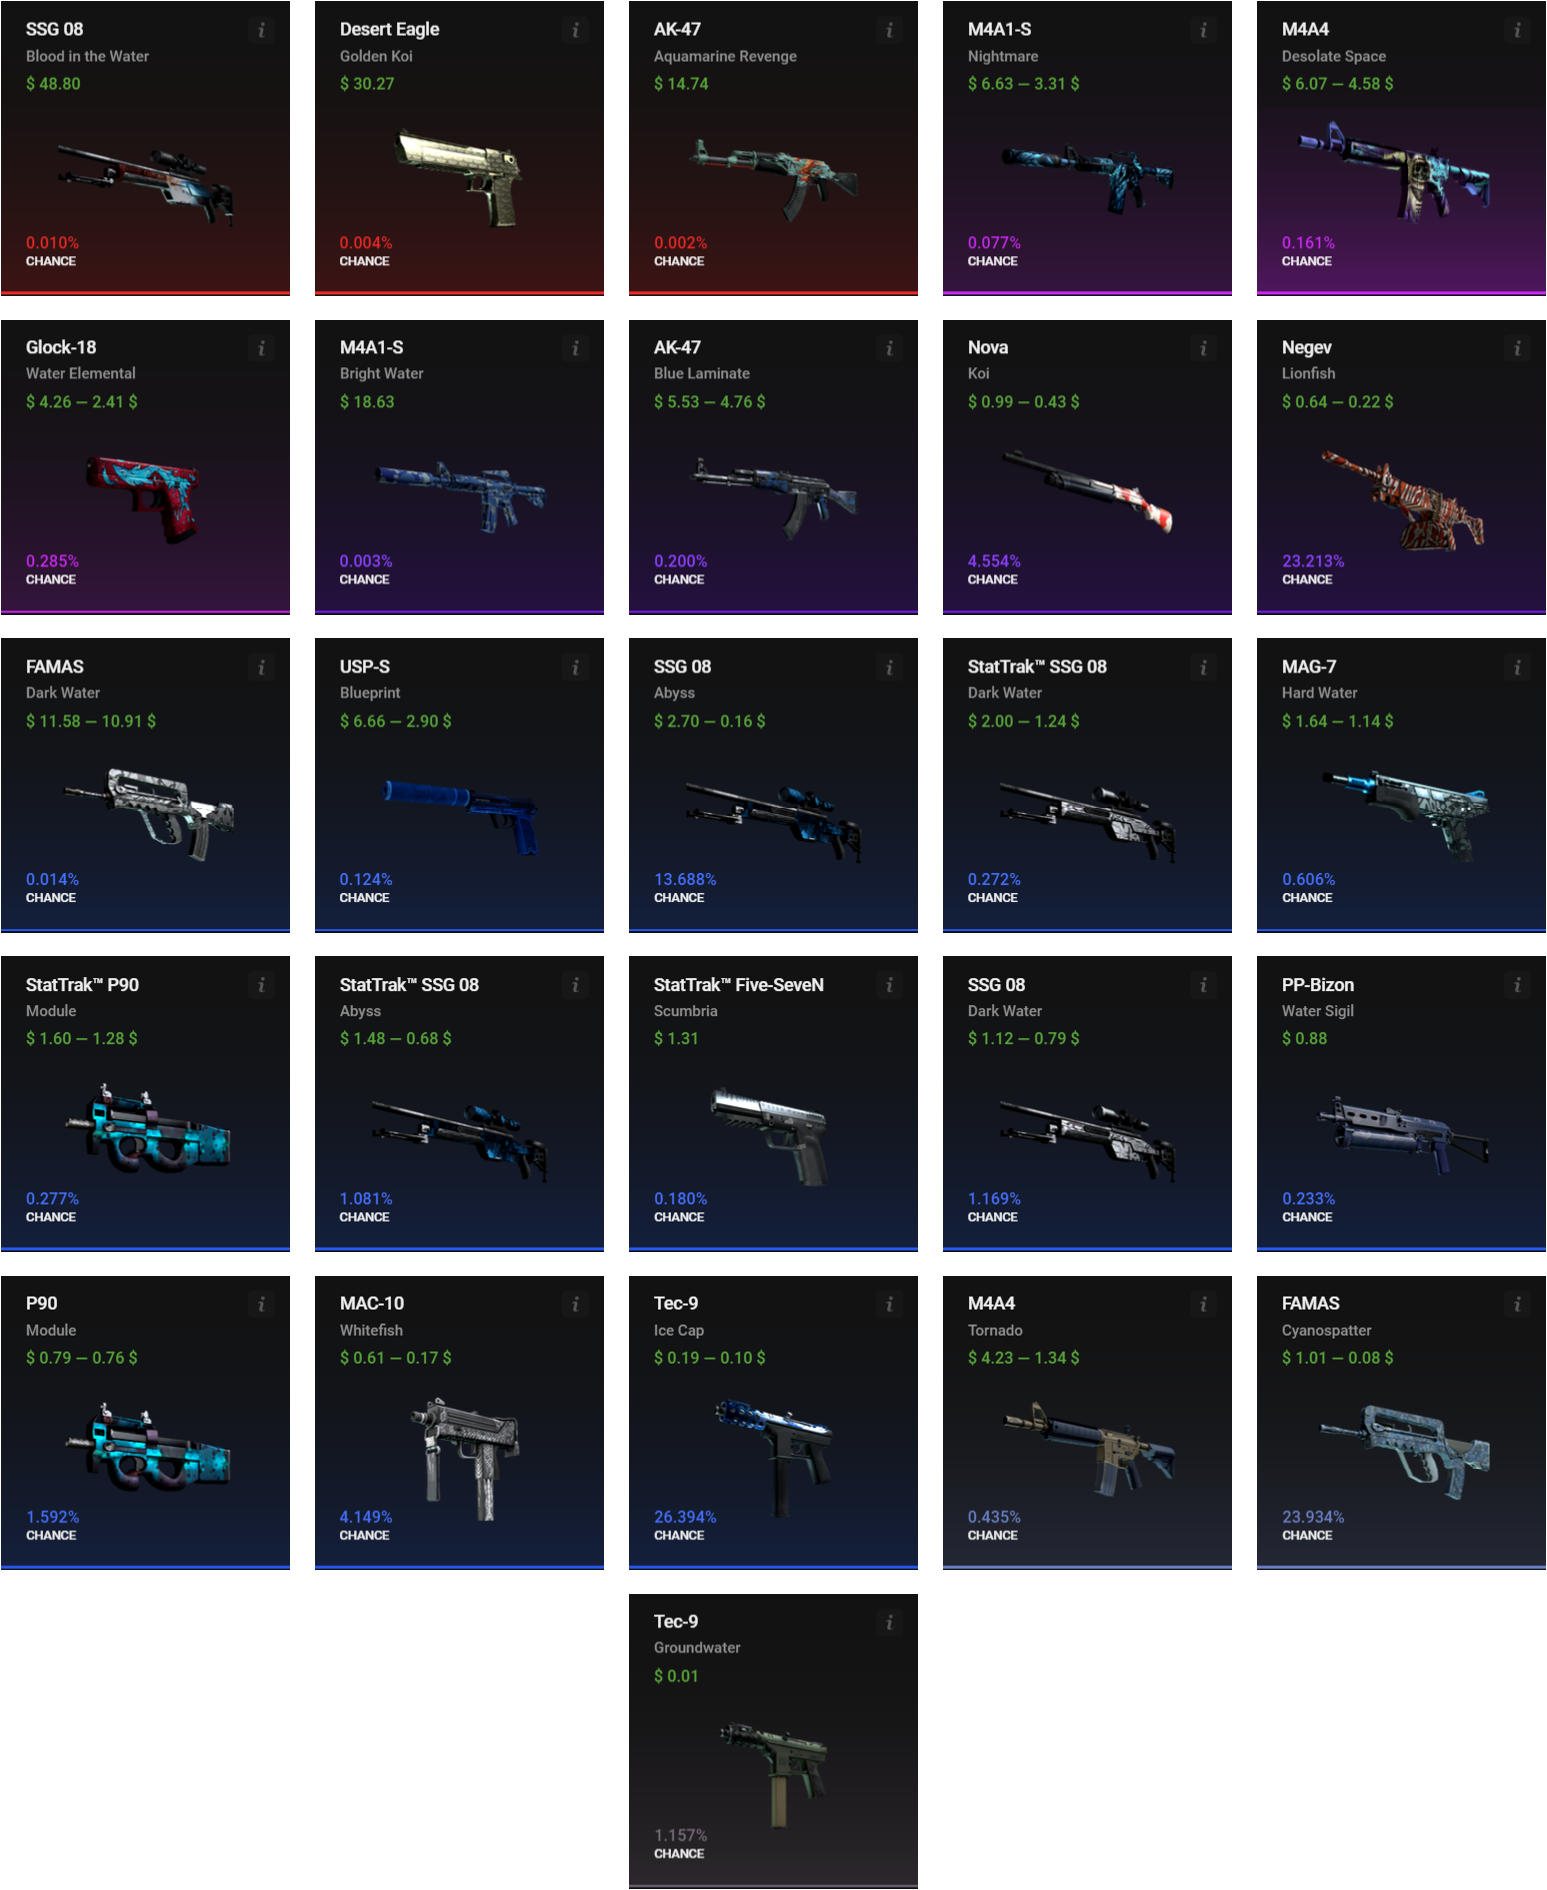 SSG 08
Blood in the Water
$ 48.80
0.010%
CHANCE
Desert Eagle
Golden Koi
$ 30.27
0.004%
CHANCE
AK-47
Aquamarine Revenge
$ 14.74
0.002%
CHANCE
M4A1-S
Nightmare
$ 6.63 — 3.31 $
0.077%
CHANCE
M4A4
Desolate Space
$ 6.07 — 4.58 $
0.161%
CHANCE
Glock-18
Water Elemental
$ 4.26 — 2.41 $
0.285%
CHANCE
M4A1-S
Bright Water
$ 18.63
0.003%
CHANCE
AK-47
Blue Laminate
$ 5.53 — 4.76 $
0.200%
CHANCE
Nova
Koi
$ 0.99 — 0.43 $
4.554%
CHANCE
Negev
Lionfish
$ 0.64 — 0.22 $
23.213%
CHANCE
FAMAS
Dark Water
$ 11.58 — 10.91 $
0.014%
CHANCE
USP-S
Blueprint
$ 6.66 — 2.90 $
0.124%
CHANCE
SSG 08
Abyss
$ 2.70 — 0.16 $
13.688%
CHANCE
StatTrak™ SSG 08
Dark Water
$ 2.00 — 1.24 $
0.272%
CHANCE
MAG-7
Hard Water
$ 1.64 — 1.14 $
0.606%
CHANCE
StatTrak™ P90
Module
$ 1.60 — 1.28 $
0.277%
CHANCE
StatTrak™ SSG 08
Abyss
$ 1.48 — 0.68 $
1.081%
CHANCE
StatTrak™ Five-SeveN
Scumbria
$ 1.31
0.180%
CHANCE
SSG 08
Dark Water
$ 1.12 — 0.79 $
1.169%
CHANCE
PP-Bizon
Water Sigil
$ 0.88
0.233%
CHANCE
P90
Module
$ 0.79 — 0.76 $
1.592%
CHANCE
MAC-10
Whitefish
$ 0.61 — 0.17 $
4.149%
CHANCE
Tec-9
Ice Cap
$ 0.19 — 0.10 $
26.394%
CHANCE
M4A4
Tornado
$ 4.23 — 1.34 $
0.435%
CHANCE
FAMAS
Cyanospatter
$ 1.01 — 0.08 $
23.934%
CHANCE
Tec-9
Groundwater
$ 0.01
1.157%
CHANCE